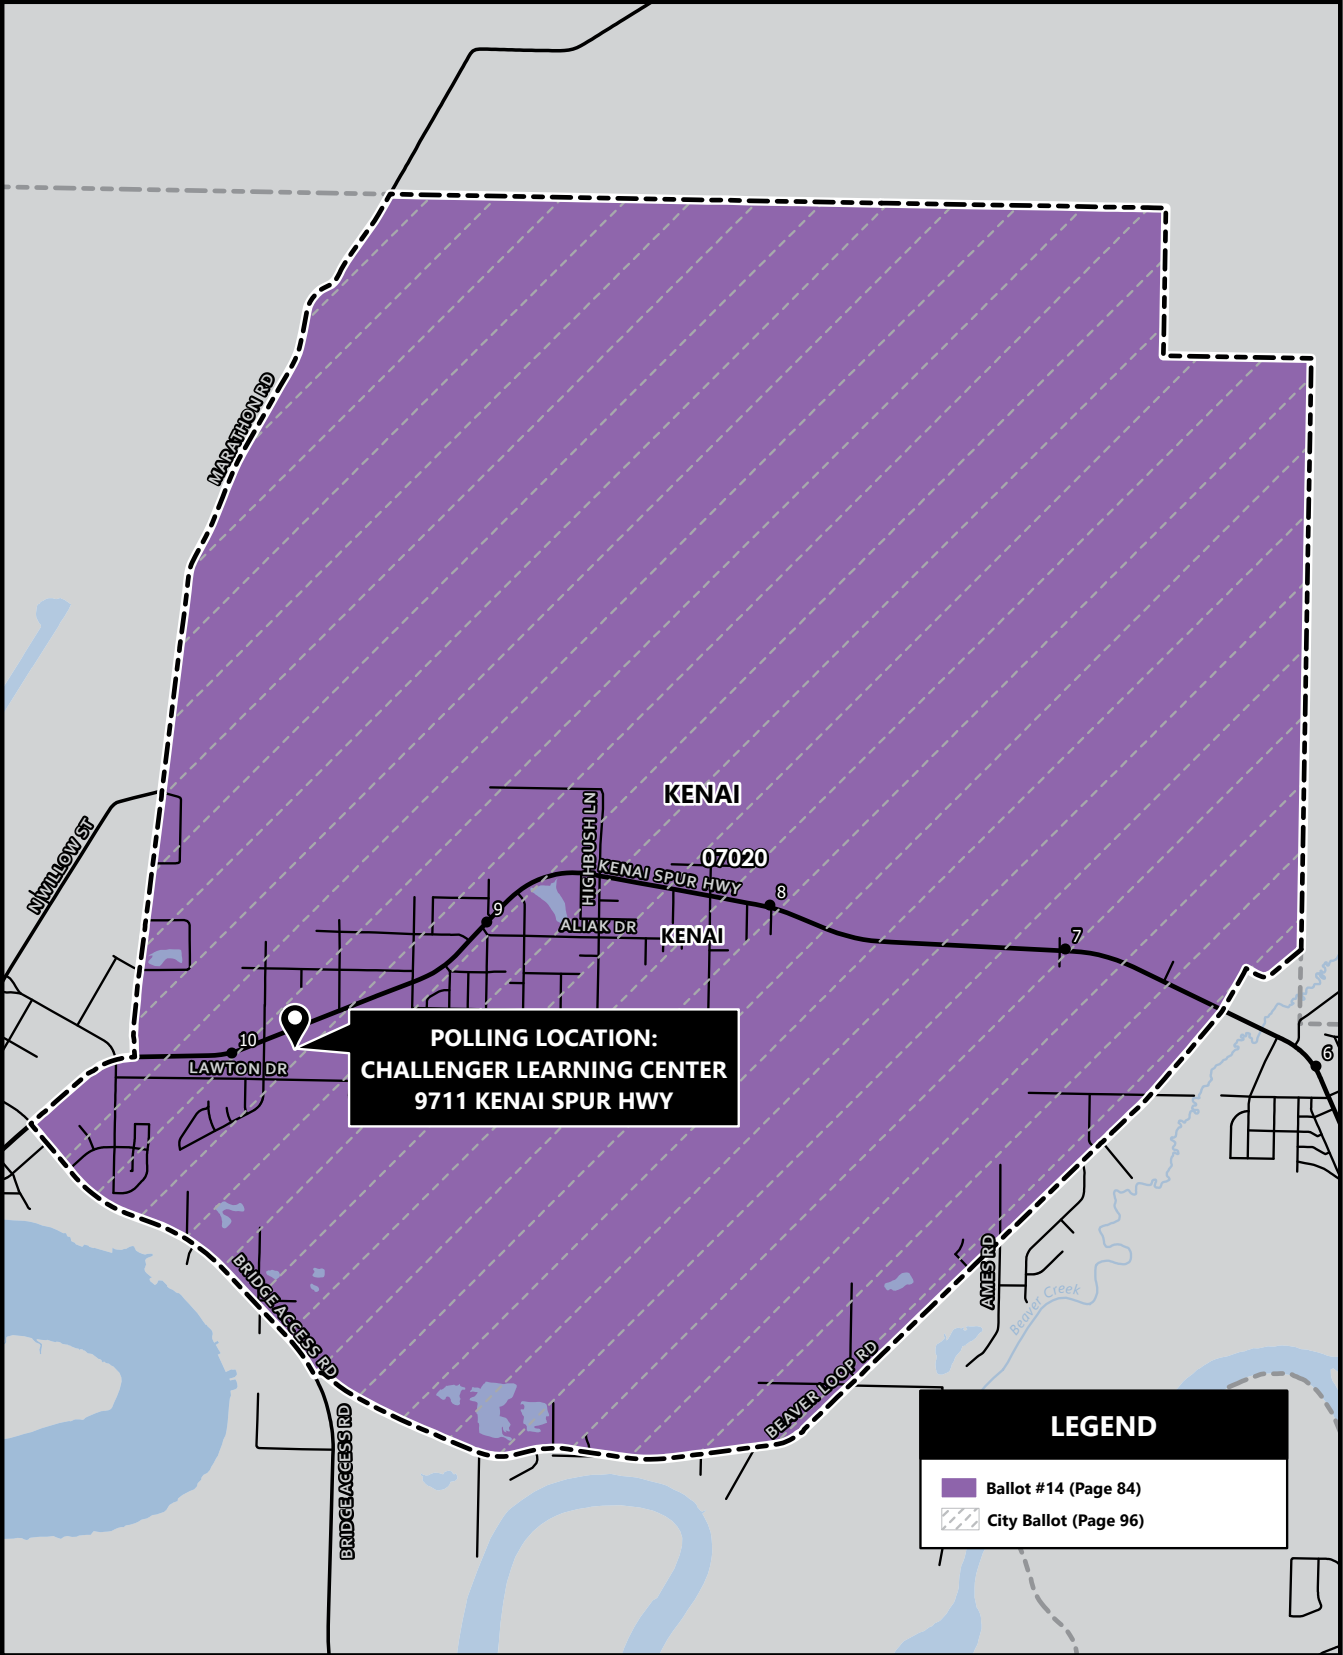 MARATHON RD
N WILLOW ST
KENAI
HIGHBUSH LN
07020
KENAI SPUR HWY
8
9
ALIAK DR
KENAI
7
10
LAWTON DR
POLLING LOCATION:
CHALLENGER LEARNING CENTER
9711 KENAI SPUR HWY
6
BRIDGE ACCESS RD
AMES RD
Beaver Creek
BEAVER LOOP RD
BRIDGE ACCESS RD
LEGEND
Ballot #14 (Page 84)
City Ballot (Page 96)